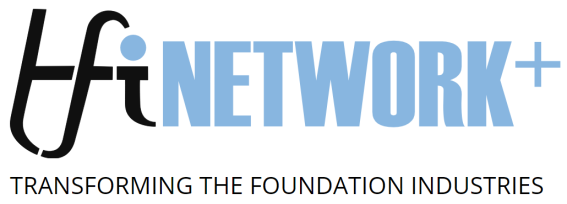 tfi NETWORK+
TRANSFORMING THE FOUNDATION INDUSTRIES